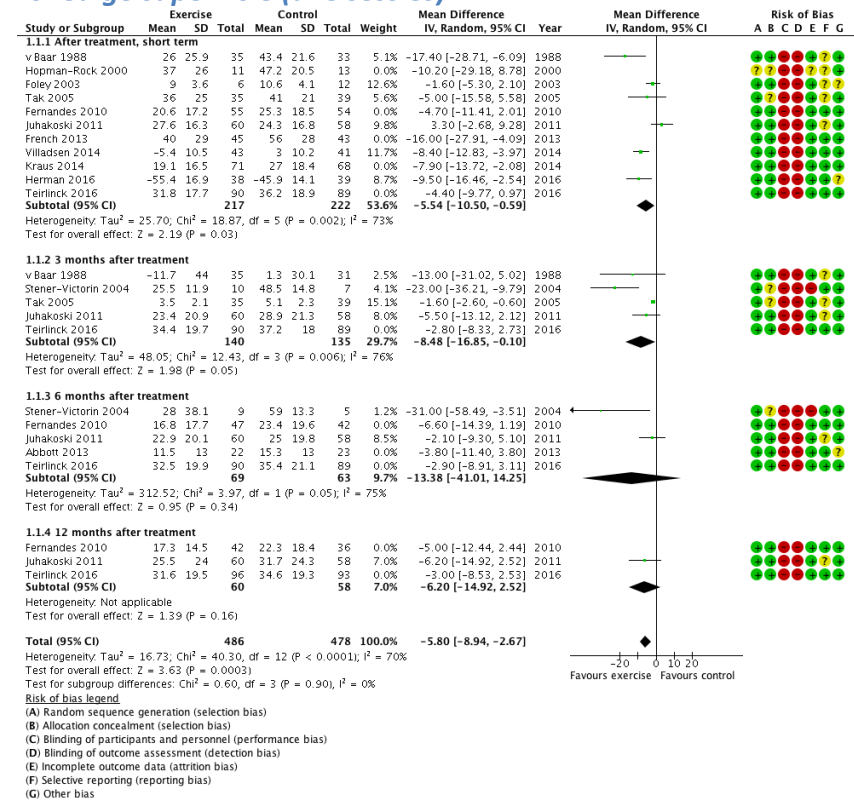 Exercise Control Mean Difference Mean Difference Risk of Bias
Study or Subgroup Mean SD Total Mean SD Total Weight IV, Random, 95% CI Year IV, Random, 95% CI A B C D E F G
1.1.1 After treatment, short term
v Baar 1988 26 25.9 35 43.4 21.6 33 5.1% -17.40 [-28.71, -6.09] 1988
Hopman-Rock 2000 37 26 11 47.2 20.5 13 0.0% -10.20 [-29.18, 8.78] 2000
Foley 2003 9 3.6 6 10.6 4.1 12 12.6% -1.60 [-5.30, 2.10] 2003
Tak 2005 36 25 35 41 21 39 5.6% -5.00 [-15.58, 5.58] 2005
Fernandes 2010 20.6 17.2 55 25.3 18.5 54 0.0% -4.70 [-11.41, 2.01] 2010
Juhakoski 2011 27.6 16.3 60 24.3 16.8 58 9.8% 3.30 [-2.68, 9.28] 2011
French 2013 40 29 45 56 28 43 0.0% -16.00 [-27.91, -4.09] 2013
Villadsen 2014 -5.4 10.5 43 3 10.2 41 11.7% -8.40 [-12.83, -3.97] 2014
Kraus 2014 19.1 16.5 71 27 18.4 68 0.0% -7.90 [-13.72, -2.08] 2014
Herman 2016 -55.4 16.9 38 -45.9 14.1 39 8.7% -9.50 [-16.46, -2.54] 2016
Teirlinck 2016 31.8 17.7 90 36.2 18.9 89 0.0% -4.40 [-9.77, 0.97] 2016
Subtotal (95% CI) 217 222 53.6% -5.54 [-10.50, -0.59]
Heterogeneity: Tau² = 25.70; Chi² = 18.87, df = 5 (P = 0.002); I² = 73%
Test for overall effect: Z = 2.19 (P = 0.03)
1.1.2 3 months after treatment
v Baar 1988 -11.7 44 35 1.3 30.1 31 2.5% -13.00 [-31.02, 5.02] 1988
Stener-Victorin 2004 25.5 11.9 10 48.5 14.8 7 4.1% -23.00 [-36.21, -9.79] 2004
Tak 2005 3.5 2.1 35 5.1 2.3 39 15.1% -1.60 [-2.60, -0.60] 2005
Juhakoski 2011 23.4 20.9 60 28.9 21.3 58 8.0% -5.50 [-13.12, 2.12] 2011
Teirlinck 2016 34.4 19.7 90 37.2 18 89 0.0% -2.80 [-8.33, 2.73] 2016
Subtotal (95% CI) 140 135 29.7% -8.48 [-16.85, -0.10]
Heterogeneity: Tau² = 48.05; Chi² = 12.43, df = 3 (P = 0.006); I² = 76%
Test for overall effect: Z = 1.98 (P = 0.05)
1.1.3 6 months after treatment
Stener-Victorin 2004 28 38.1 9 59 13.3 5 1.2% -31.00 [-58.49, -3.51] 2004
Fernandes 2010 16.8 17.7 47 23.4 19.6 42 0.0% -6.60 [-14.39, 1.19] 2010
Juhakoski 2011 22.9 20.1 60 25 19.8 58 8.5% -2.10 [-9.30, 5.10] 2011
Abbott 2013 11.5 13 22 15.3 13 23 0.0% -3.80 [-11.40, 3.80] 2013
Teirlinck 2016 32.5 19.9 90 35.4 21.1 89 0.0% -2.90 [-8.91, 3.11] 2016
Subtotal (95% CI) 69 63 9.7% -13.38 [-41.01, 14.25]
Heterogeneity: Tau² = 312.52; Chi² = 3.97, df = 1 (P = 0.05); I² = 75%
Test for overall effect: Z = 0.95 (P = 0.34)
1.1.4 12 months after treatment
Fernandes 2010 17.3 14.5 42 22.3 18.4 36 0.0% -5.00 [-12.44, 2.44] 2010
Juhakoski 2011 25.5 24 60 31.7 24.3 58 7.0% -6.20 [-14.92, 2.52] 2011
Teirlinck 2016 31.6 19.5 96 34.6 19.3 93 0.0% -3.00 [-8.53, 2.53] 2016
Subtotal (95% CI) 60 58 7.0% -6.20 [-14.92, 2.52]
Heterogeneity: Not applicable
Test for overall effect: Z = 1.39 (P = 0.16)
Total (95% CI) 486 478 100.0% -5.80 [-8.94, -2.67]
Heterogeneity: Tau² = 16.73; Chi² = 40.30, df = 12 (P < 0.0001); I² = 70%
Test for overall effect: Z = 3.63 (P = 0.0003)
Test for subgroup differences: Chi² = 0.60, df = 3 (P = 0.90), I² = 0%
-20 0 10 20
Favours exercise Favours control
Risk of bias legend
(A) Random sequence generation (selection bias)
(B) Allocation concealment (selection bias)
(C) Blinding of participants and personnel (performance bias)
(D) Blinding of outcome assessment (detection bias)
(E) Incomplete outcome data (attrition bias)
(F) Selective reporting (reporting bias)
(G) Other bias